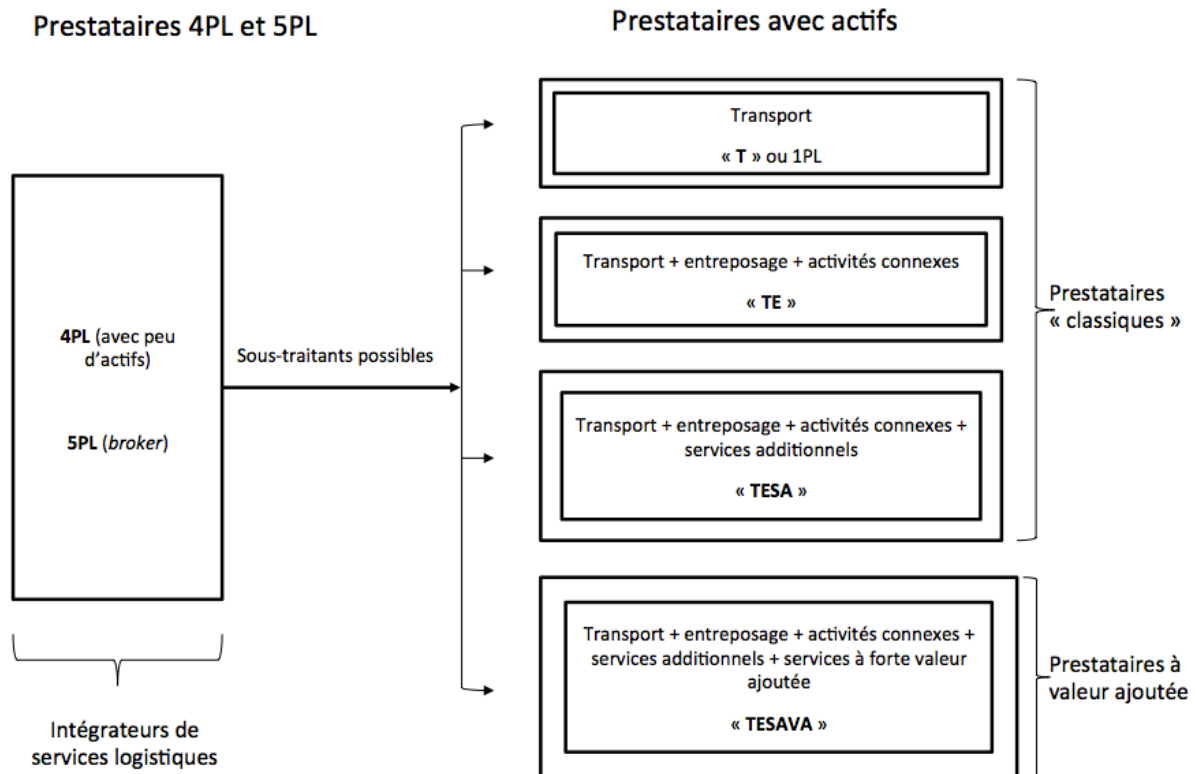 Prestataires 4PL et 5PL
Prestataires avec actifs
4PL (avec peu
d'actifs)
5PL (broker)
Intégrateurs de
services logistiques
Sous-traitants possibles
Transport
« T » ou 1PL
Transport + entreposage + activités connexes
« TE »
Transport + entreposage + activités connexes +
services additionnels
« TESA »
Prestataires
« classiques »
Transport + entreposage + activités connexes +
services additionnels + services à forte valeur
ajoutée
« TESAVA »
Prestataires à
valeur ajoutée